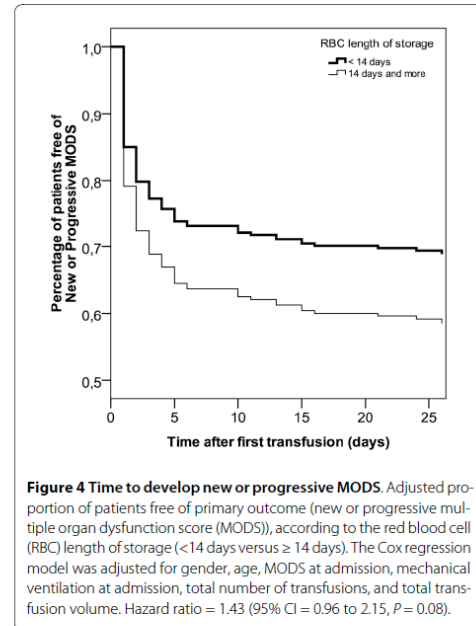 RBC length of storage
< 14 days
14 days and more
Percentage of patients free of
New or Progressive MODS
1,0
0,9
0,8
0,7
0,6
0,5
0 5 10 15 20 25
Time after first transfusion (days)
Figure 4 Time to develop new or progressive MODS. Adjusted pro-
portion of patients free of primary outcome (new or progressive mul-
tiple organ dysfunction score (MODS)), according to the red blood cell
(RBC) length of storage (<14 days versus ≥ 14 days). The Cox regression
model was adjusted for gender, age, MODS at admission, mechanical
ventilation at admission, total number of transfusions, and total trans-
fusion volume. Hazard ratio = 1.43 (95% CI = 0.96 to 2.15, P = 0.08).